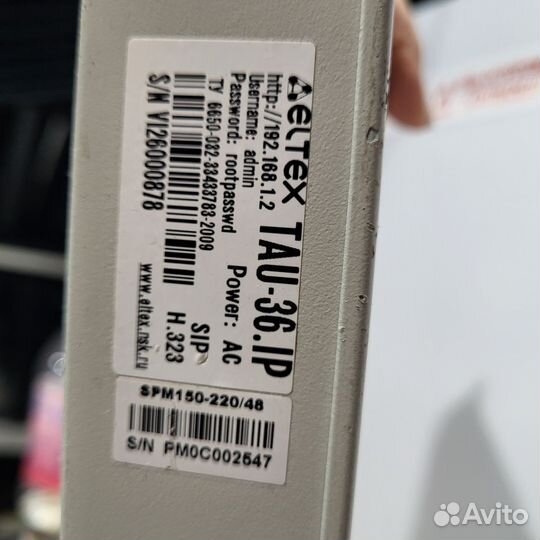 ELTEX TAU-36.IP
http://192.168.1.2
Username: admin
Password: rootpasswd
Power: AC
ТУ 6650-032-33433783-2009
SIP
H.323
S/N VI26000878
www.eltex.nsk.ru
SPM150-220/48
S/N PM0C002547
Avito